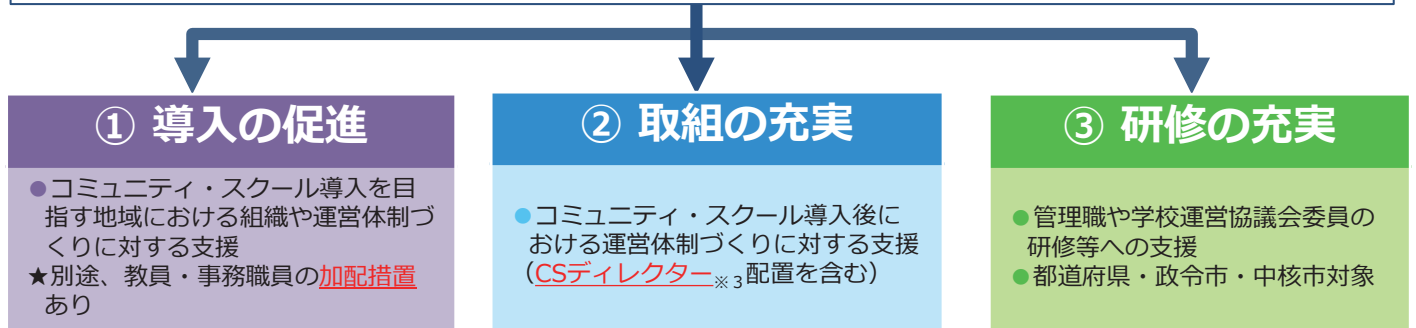 ① 導入の促進
●コミュニティ・スクール導入を目
指す地域における組織や運営体制づ
くりに対する支援
★別途、教員・事務職員の加配措置
あり
② 取組の充実
●コミュニティ・スクール導入後に
おける運営体制づくりに対する支援
（CSディレクター※3配置を含む）
③ 研修の充実
●管理職や学校運営協議会委員の
研修等への支援
●都道府県・政令市・中核市対象